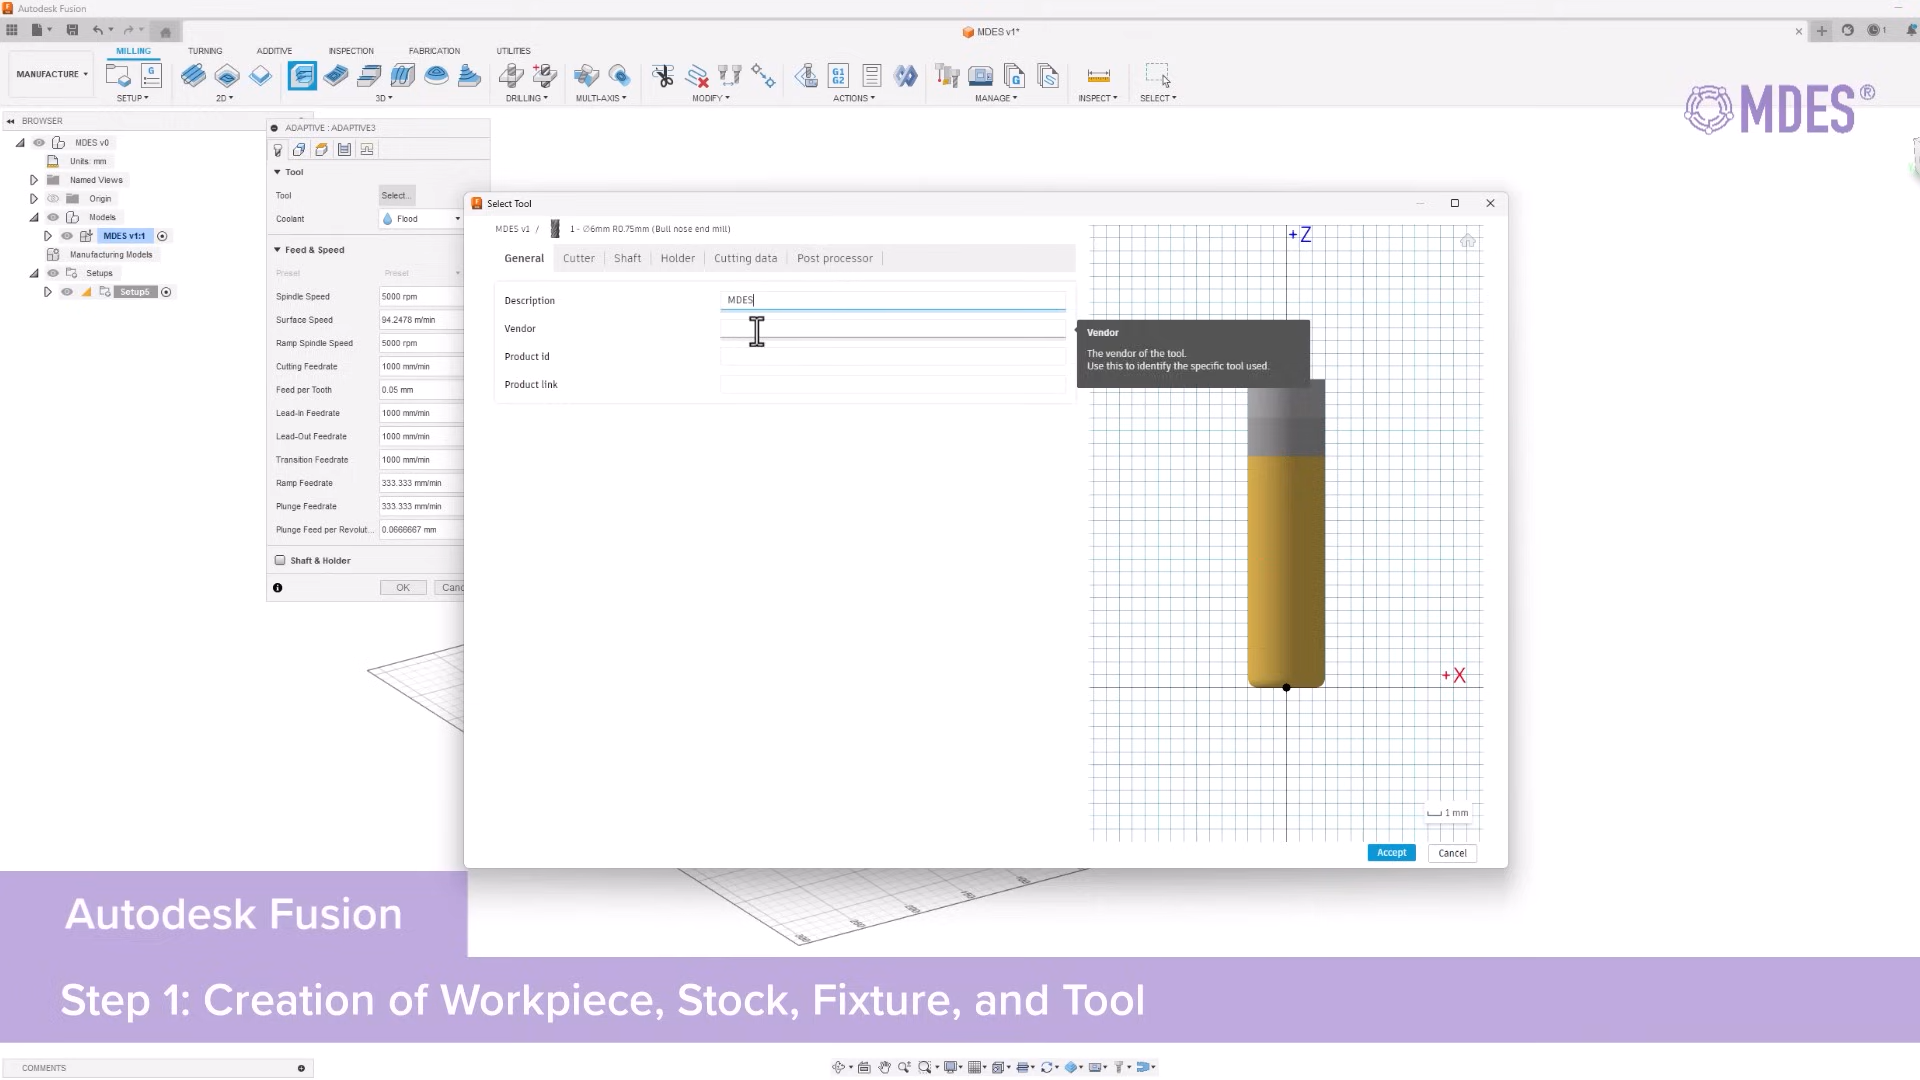 Autodesk Fusion
MDES v1*
MILLING TURNING ADDITIVE INSPECTION FABRICATION UTILITIES
MANUFACTURE
SETUP 2D 3D DRILLING MULTI-AXIS MODIFY ACTIONS MANAGE INSPECT SELECT
G1
G2
MDES®
BROWSER
MDES v0
Units: mm
Named Views
Origin
Models
MDES v1:1
Manufacturing Models
Setups
Setup5
ADAPTIVE : ADAPTIVE3
Tool
Tool Select...
Coolant Flood
Feed & Speed
Preset Preset
Spindle Speed 5000 rpm
Surface Speed 94.2478 m/min
Ramp Spindle Speed 5000 rpm
Cutting Feedrate 1000 mm/min
Feed per Tooth 0.05 mm
Lead-In Feedrate 1000 mm/min
Lead-Out Feedrate 1000 mm/min
Transition Feedrate 1000 mm/min
Ramp Feedrate 333.333 mm/min
Plunge Feedrate 333.333 mm/min
Plunge Feed per Revolut... 0.0666667 mm
Shaft & Holder
OK Canc
Select Tool
MDES v1 / 1 - Ø6mm R0.75mm (Bull nose end mill)
General Cutter Shaft Holder Cutting data Post processor
Description MDES
Vendor
Product id
Product link
Vendor
The vendor of the tool.
Use this to identify the specific tool used.
+Z
+X
1 mm
Accept Cancel
Autodesk Fusion
Step 1: Creation of Workpiece, Stock, Fixture, and Tool
COMMENTS